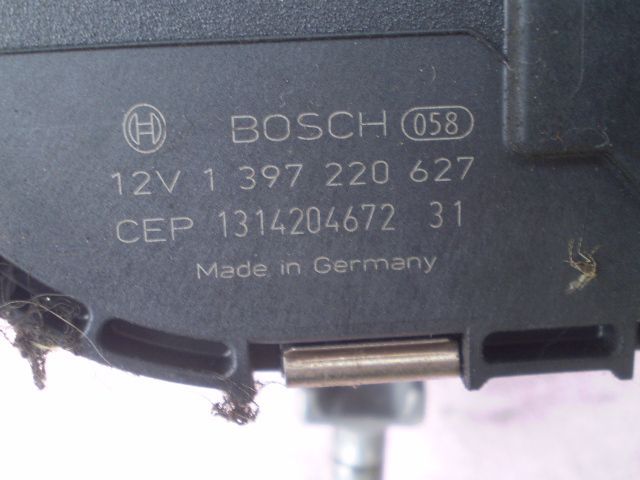 BOSCH 058
12V 1 397 220 627
CEP 1314204672 31
Made in Germany